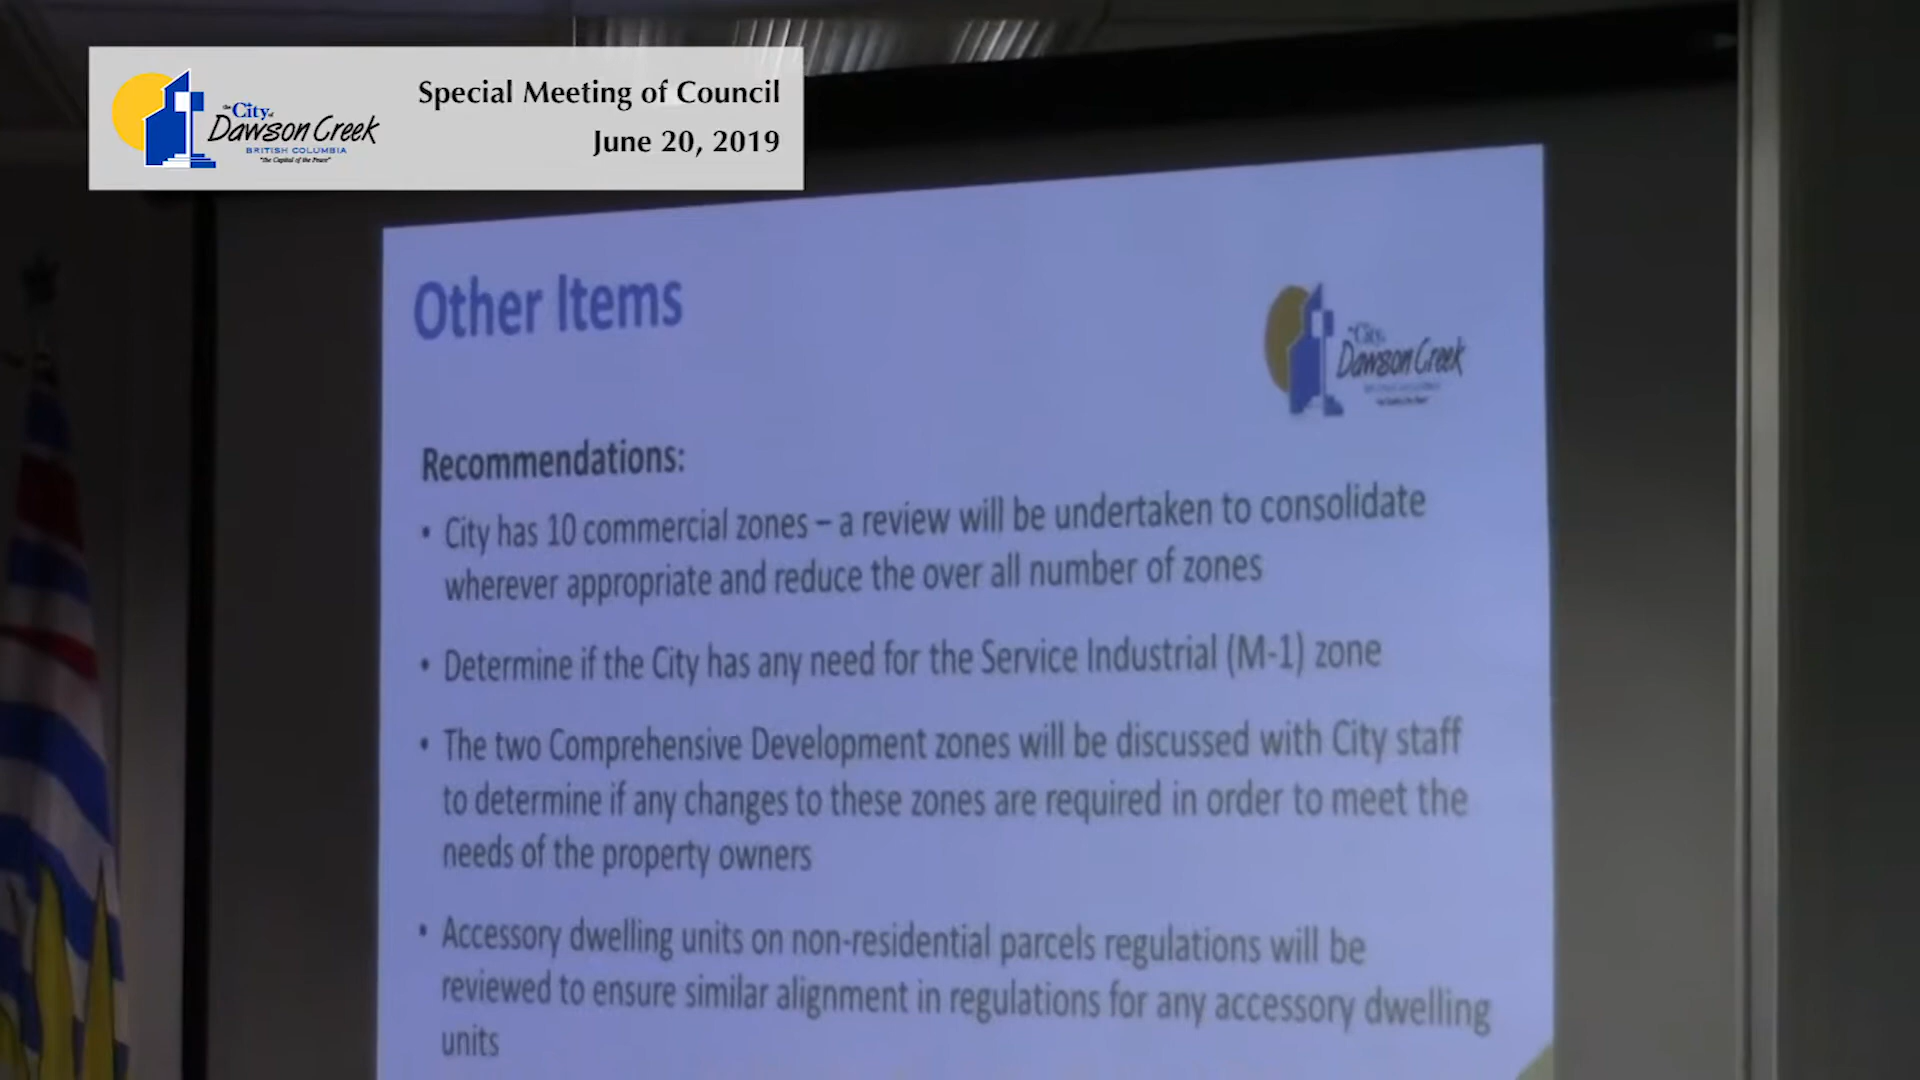 the City of
Dawson Creek
BRITISH COLUMBIA
"the Capital of the Peace"
Special Meeting of Council
June 20, 2019
Other Items
the City of
Dawson Creek
Recommendations:
• City has 10 commercial zones – a review will be undertaken to consolidate
wherever appropriate and reduce the over all number of zones
• Determine if the City has any need for the Service Industrial (M-1) zone
• The two Comprehensive Development zones will be discussed with City staff
to determine if any changes to these zones are required in order to meet the
needs of the property owners
• Accessory dwelling units on non-residential parcels regulations will be
reviewed to ensure similar alignment in regulations for any accessory dwelling
units